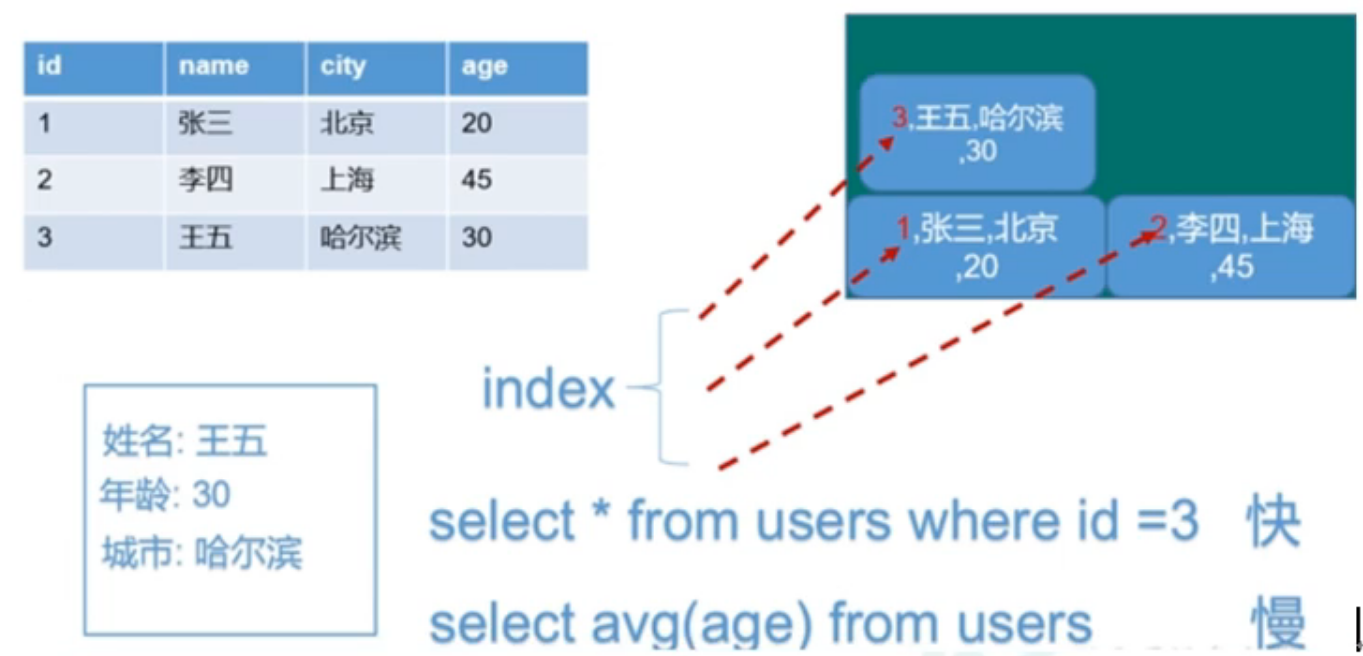 id name city age
1 张三 北京 20
2 李四 上海 45
3 王五 哈尔滨 30
3,王五,哈尔滨
,30
1,张三,北京
,20
2,李四,上海
,45
index
姓名: 王五
年龄: 30
城市: 哈尔滨
select * from users where id =3 快
select avg(age) from users 慢